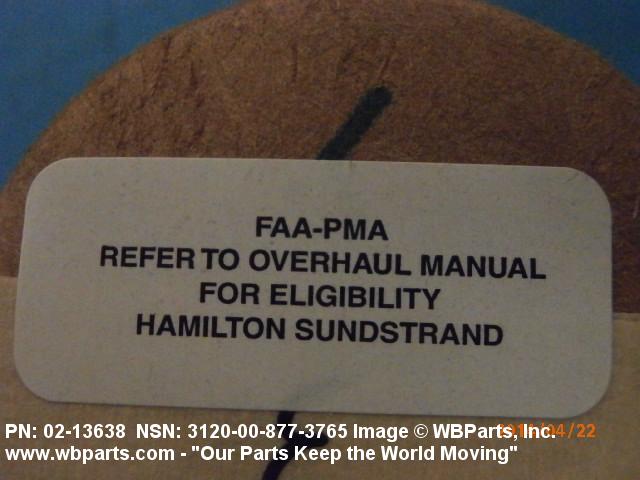 FAA-PMA
REFER TO OVERHAUL MANUAL
FOR ELIGIBILITY
HAMILTON SUNDSTRAND
PN: 02-13638 NSN: 3120-00-877-3765 Image © WBParts, Inc.
www.wbparts.com - "Our Parts Keep the World Moving"